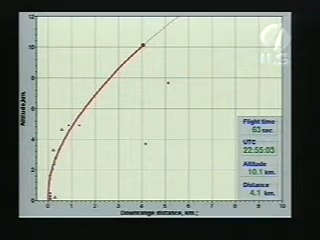 12
ILS
10
8
6
4
2
0
Altitude, km.
Flight time
63 sec.
UTC
22:55:03
Altitude
10.1 km.
Distance
4.1 km.
0 1 2 3 4 5 6 7 8 9 10
Downrange distance, km.: